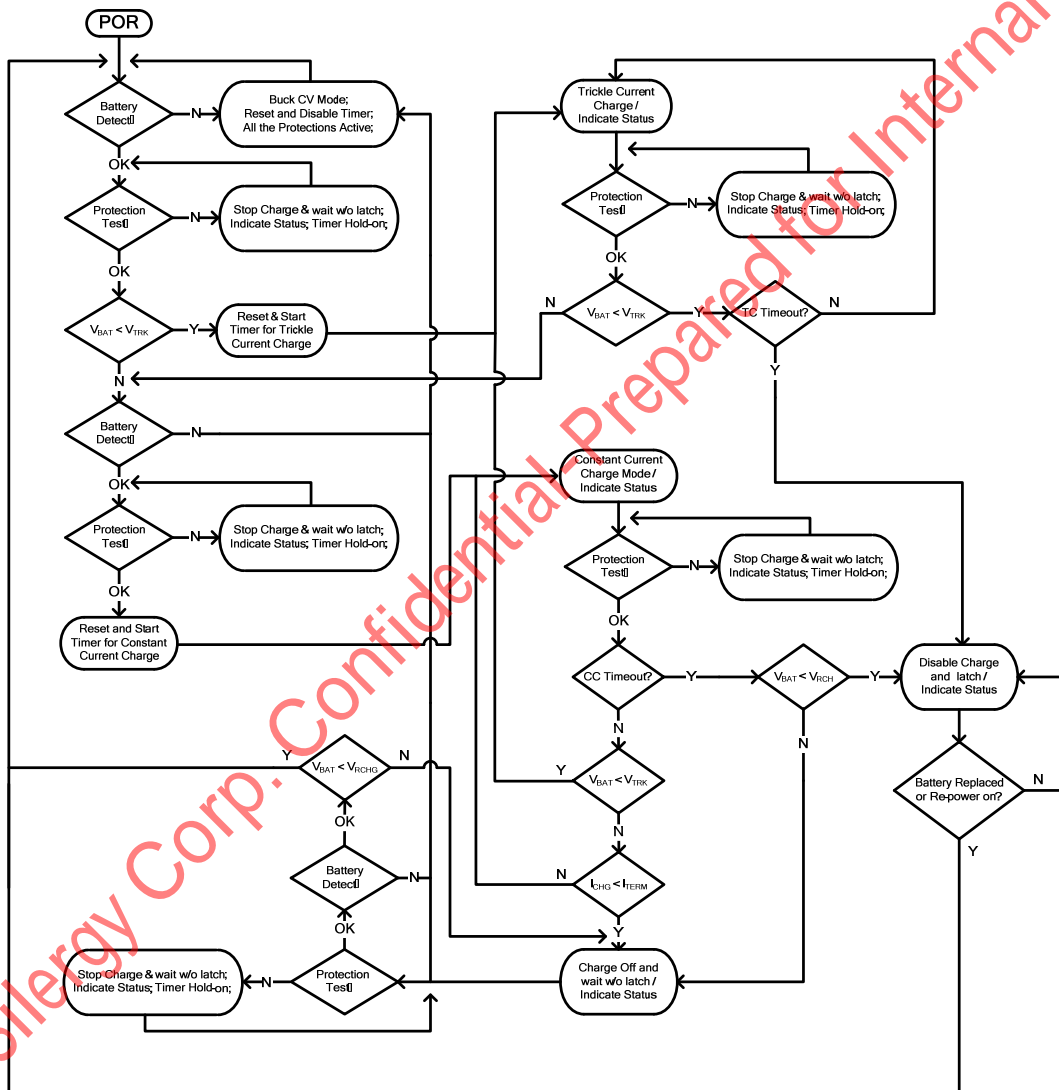 POR
Battery
Detect
N
Buck CV Mode;
Reset and Disable Timer;
All the Protections Active;
OK
Protection
Test
N
Stop Charge & wait w/o latch;
Indicate Status; Timer Hold-on;
OK
VBAT < VTRK
Y
Reset & Start
Timer for Trickle
Current Charge
N
Battery
Detect
N
OK
Protection
Test
N
Stop Charge & wait w/o latch;
Indicate Status; Timer Hold-on;
OK
Reset and Start
Timer for Constant
Current Charge
Trickle Current
Charge /
Indicate Status
Protection
Test
N
Stop Charge & wait w/o latch;
Indicate Status; Timer Hold-on;
OK
N
VBAT < VTRK
Y
TC Timeout?
N
Y
Constant Current
Charge Mode /
Indicate Status
Protection
Test
N
Stop Charge & wait w/o latch;
Indicate Status; Timer Hold-on;
OK
CC Timeout?
Y
VBAT < VRCH
Y
Disable Charge
and latch /
Indicate Status
N
N
Y
VBAT < VTRK
N
Battery Replaced
or Re-power on?
N
Y
N
ICHG < ITERM
Y
Charge Off and
wait w/o latch /
Indicate Status
Y
VBAT < VRCHG
N
OK
Battery
Detect
N
OK
Protection
Test
N
Stop Charge & wait w/o latch;
Indicate Status; Timer Hold-on;
llergy Corp. Confidential-Prepared for Internal